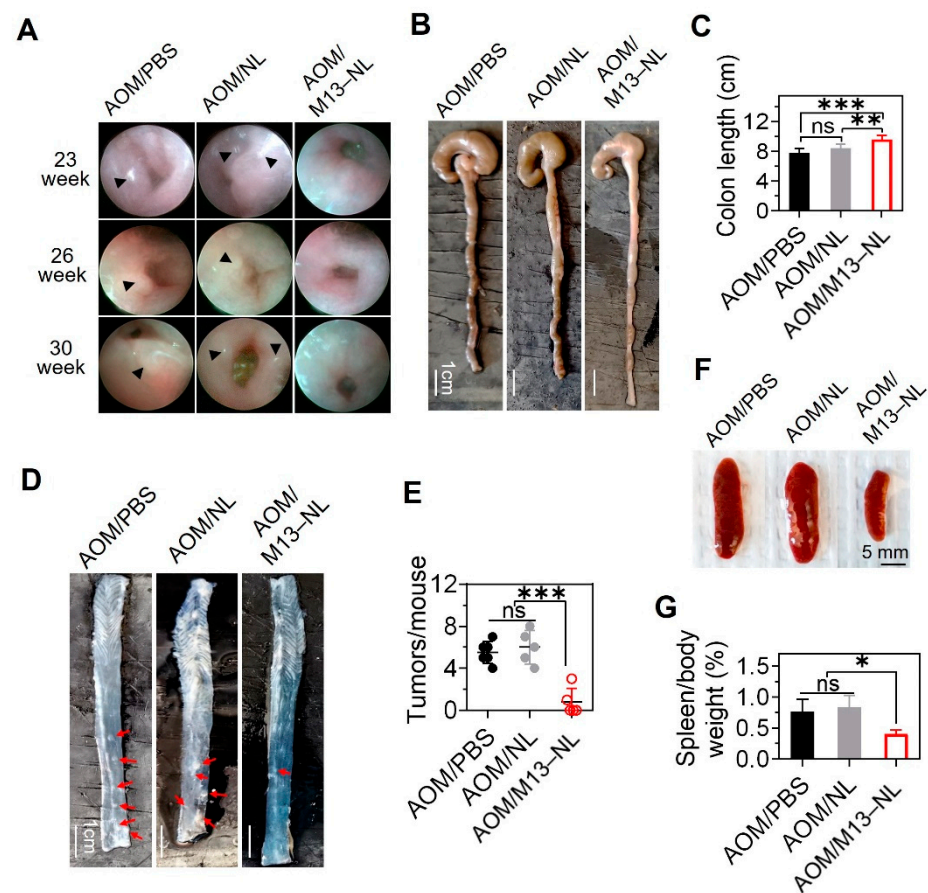 A
AOM/PBS
AOM/NL
AOM/
M13–NL
23
week
26
week
30
week
B
AOM/PBS
AOM/NL
AOM/
M13–NL
1cm
C
Colon length (cm)
12
8
4
0
***
**
ns
AOM/PBS
AOM/NL
AOM/M13–NL
D
AOM/PBS
AOM/NL
AOM/
M13–NL
1cm
E
Tumors/mouse
12
8
4
0
***
ns
AOM/PBS
AOM/NL
AOM/M13–NL
F
AOM/PBS
AOM/NL
AOM/
M13–NL
5 mm
G
Spleen/body
weight (%)
1.5
1.0
0.5
0.0
*
ns
AOM/PBS
AOM/NL
AOM/M13–NL